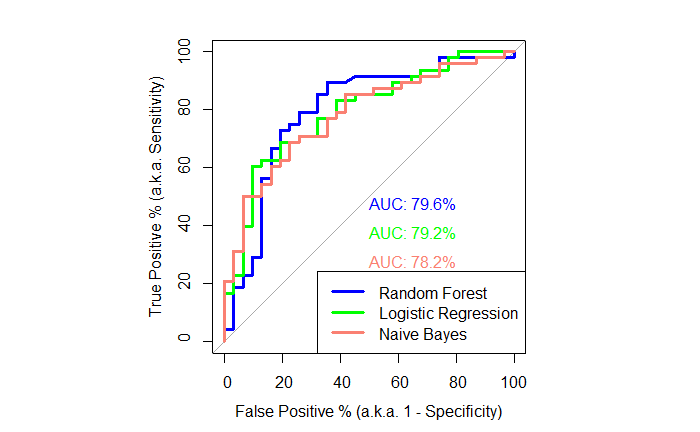 True Positive % (a.k.a. Sensitivity)
100
80
60
40
20
0
AUC: 79.6%
AUC: 79.2%
AUC: 78.2%
Random Forest
Logistic Regression
Naive Bayes
0 20 40 60 80 100
False Positive % (a.k.a. 1 - Specificity)